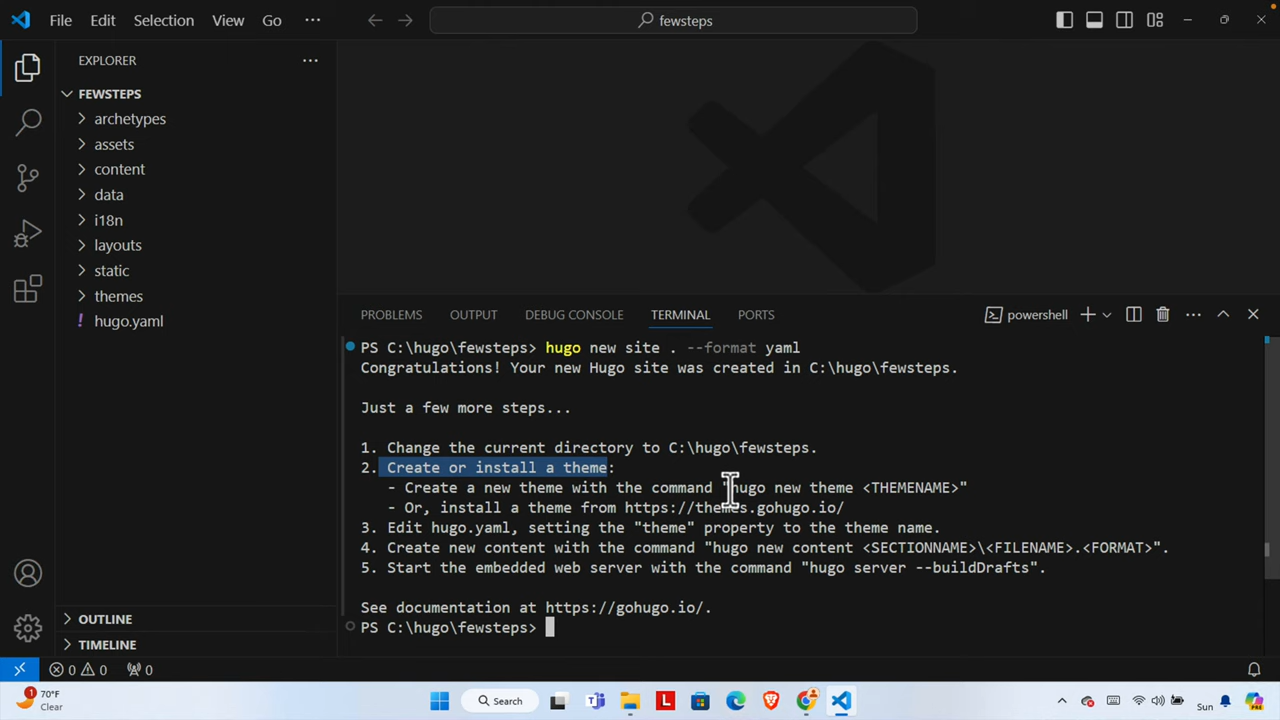 File Edit Selection View Go ··· fewsteps
EXPLORER ···
FEWSTEPS
archetypes
assets
content
data
i18n
layouts
static
themes
! hugo.yaml
OUTLINE
TIMELINE
PROBLEMS OUTPUT DEBUG CONSOLE TERMINAL PORTS powershell
PS C:\hugo\fewsteps> hugo new site . --format yaml
Congratulations! Your new Hugo site was created in C:\hugo\fewsteps.
Just a few more steps...
1. Change the current directory to C:\hugo\fewsteps.
2. Create or install a theme:
- Create a new theme with the command "hugo new theme <THEMENAME>"
- Or, install a theme from https://themes.gohugo.io/
3. Edit hugo.yaml, setting the "theme" property to the theme name.
4. Create new content with the command "hugo new content <SECTIONNAME>\<FILENAME>.<FORMAT>".
5. Start the embedded web server with the command "hugo server --buildDrafts".
See documentation at https://gohugo.io/.
PS C:\hugo\fewsteps>
0 0 0
1 70°F
Clear
Search
L
Sun
PRE